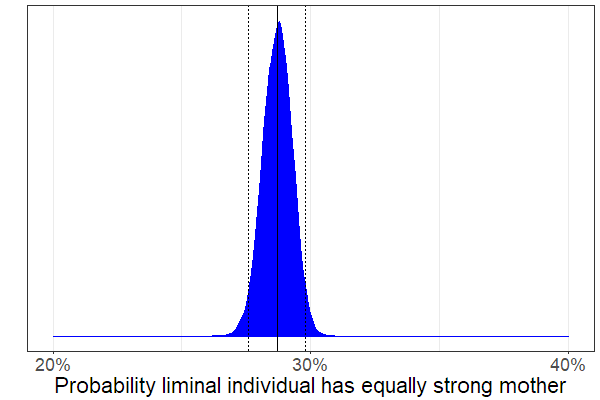 20% 30% 40%
Probability liminal individual has equally strong mother